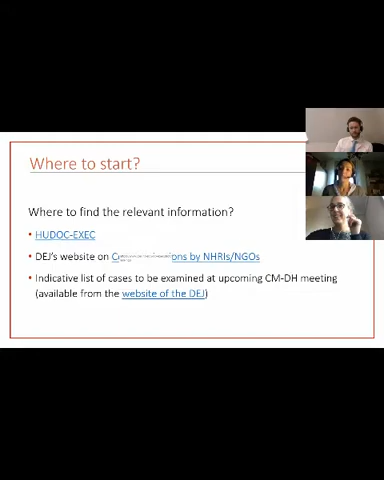 Where to start?
Where to find the relevant information?
• HUDOC-EXEC
• DEJ's website on ons by NHRIs/NGOs
• Indicative list of cases to be examined at upcoming CM-DH meeting
(available from the website of the DEJ)